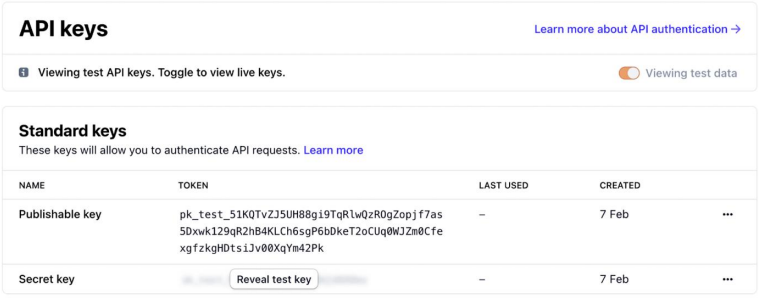 API keys
Learn more about API authentication →
Viewing test API keys. Toggle to view live keys.
Viewing test data
Standard keys
These keys will allow you to authenticate API requests. Learn more
NAME TOKEN LAST USED CREATED
Publishable key pk_test_51KQTvZJ5UH88gi9TqRlwQzROgZopjf7as – 7 Feb •••
5Dxwk129qR2hB4KLCh6sgP6bDkeT2oCUq0WJZm0Cfe
xgfzkgHDtsiJv00XqYm42Pk
Secret key Reveal test key – 7 Feb •••